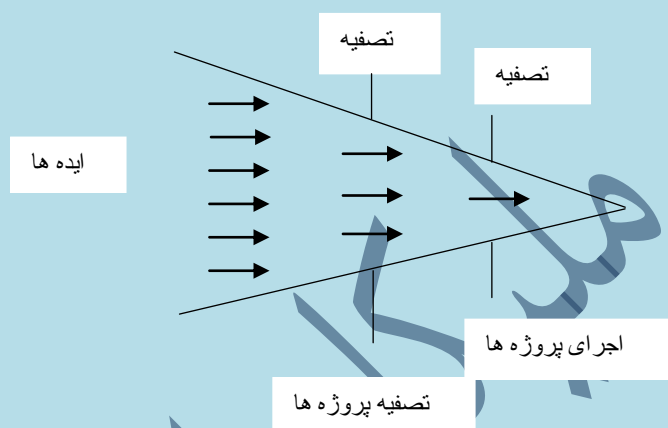 تصفیه
تصفیه
ایده ها
اجرای پروژه ها
تصفیه پروژه ها